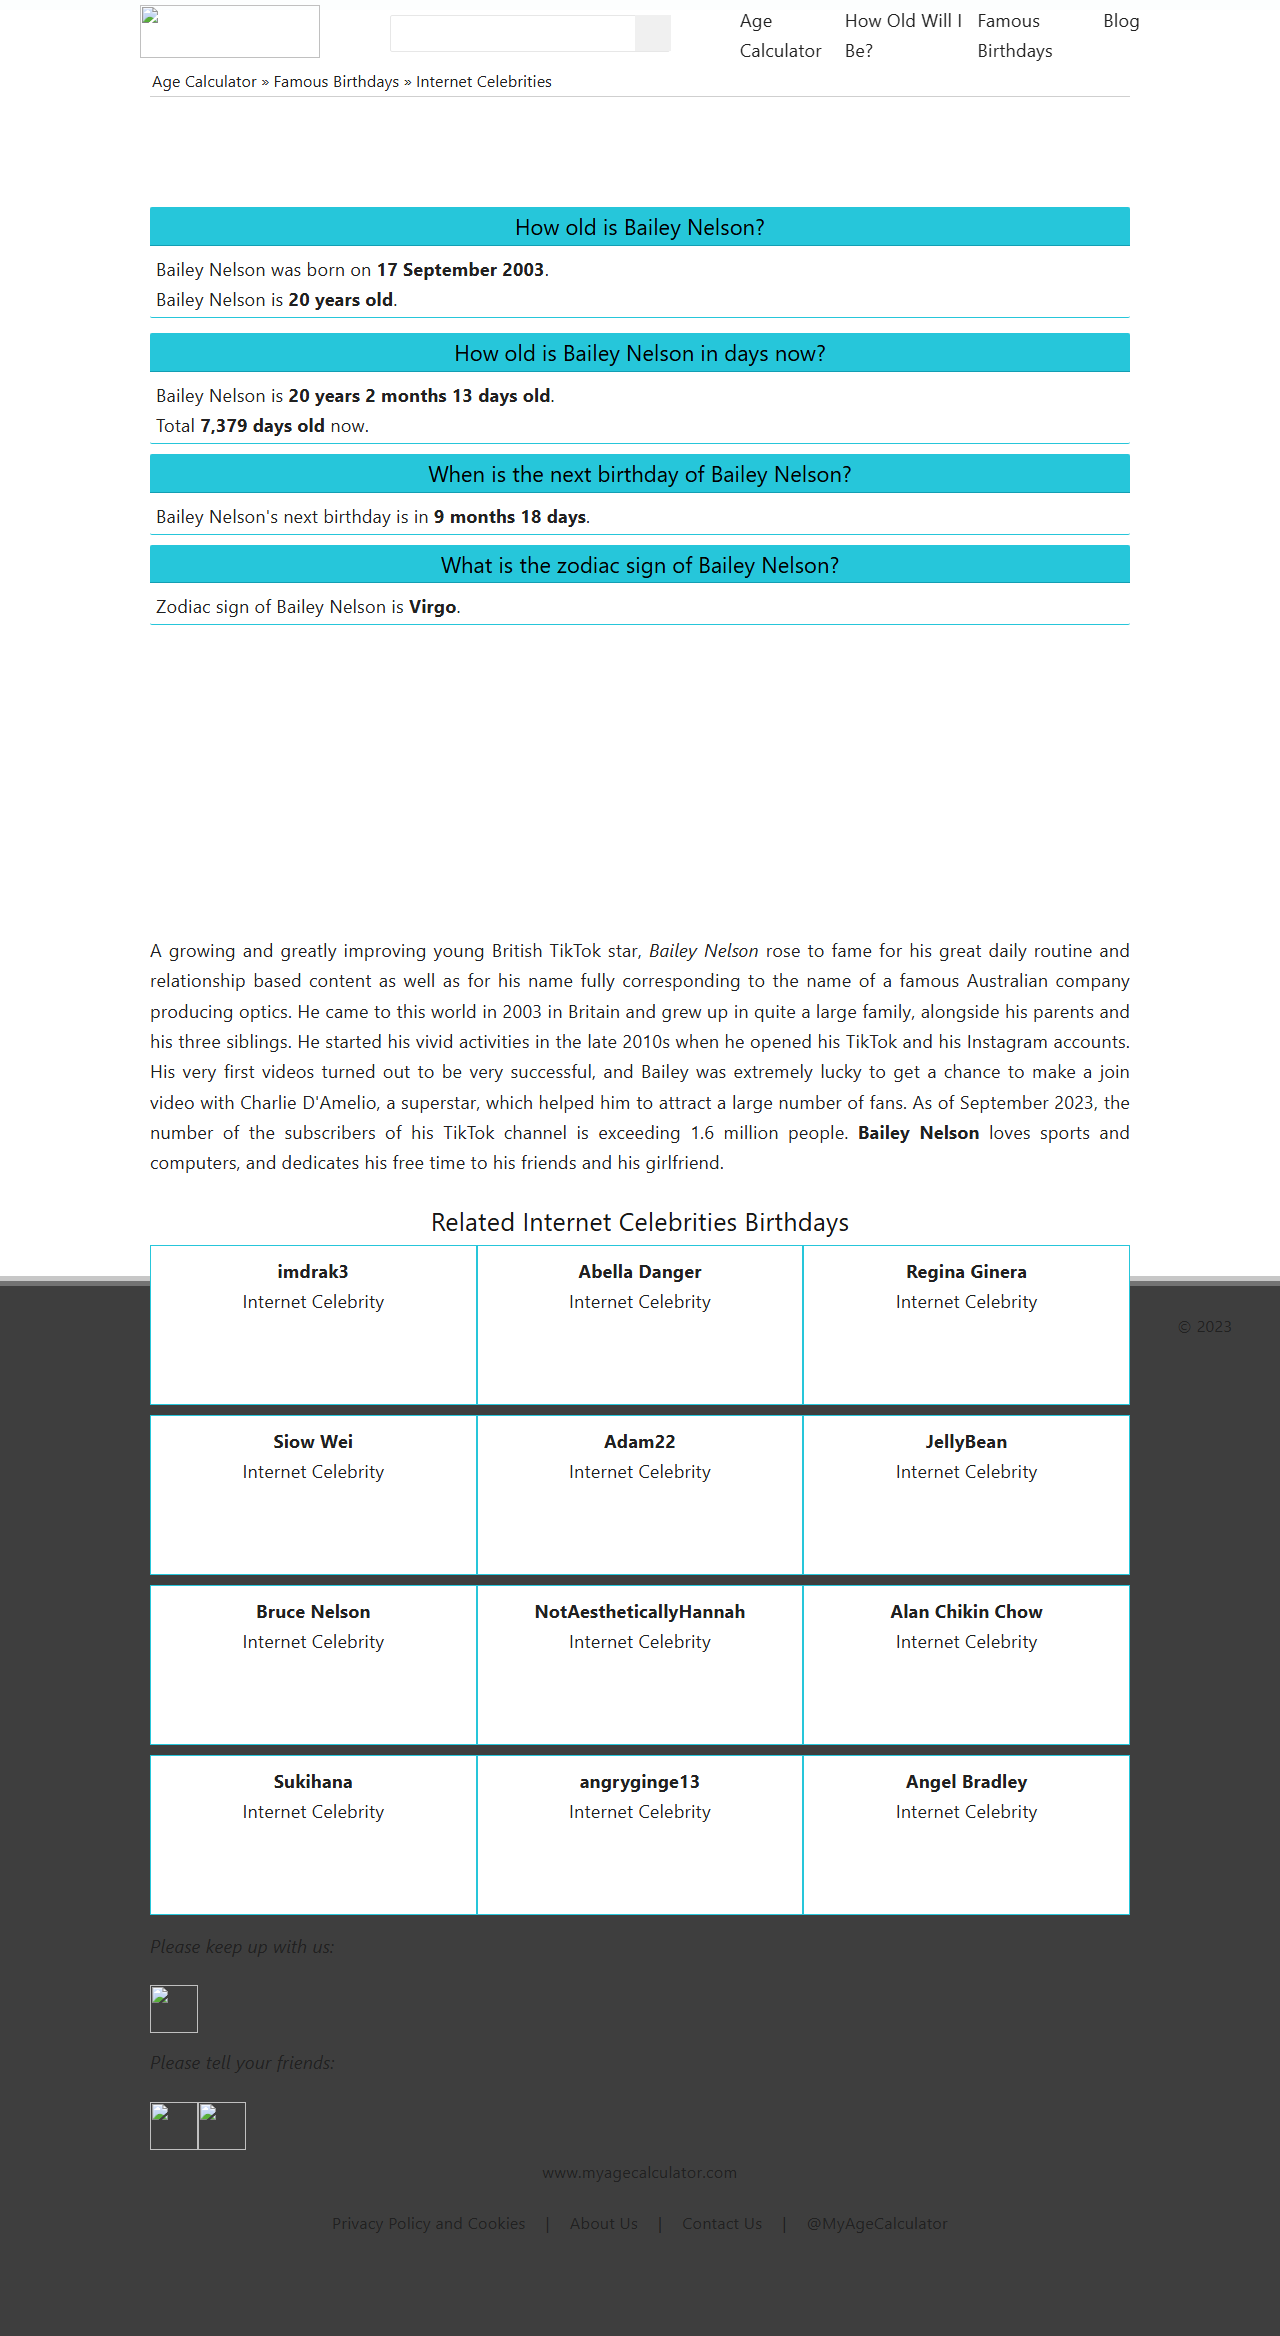 Age Calculator
How Old Will I Be?
Famous Birthdays
Blog
Age Calculator » Famous Birthdays » Internet Celebrities
How old is Bailey Nelson?
Bailey Nelson was born on 17 September 2003.
Bailey Nelson is 20 years old.
How old is Bailey Nelson in days now?
Bailey Nelson is 20 years 2 months 13 days old.
Total 7,379 days old now.
When is the next birthday of Bailey Nelson?
Bailey Nelson's next birthday is in 9 months 18 days.
What is the zodiac sign of Bailey Nelson?
Zodiac sign of Bailey Nelson is Virgo.
A growing and greatly improving young British TikTok star, Bailey Nelson rose to fame for his great daily routine and
relationship based content as well as for his name fully corresponding to the name of a famous Australian company
producing optics. He came to this world in 2003 in Britain and grew up in quite a large family, alongside his parents and
his three siblings. He started his vivid activities in the late 2010s when he opened his TikTok and his Instagram accounts.
His very first videos turned out to be very successful, and Bailey was extremely lucky to get a chance to make a join
video with Charlie D'Amelio, a superstar, which helped him to attract a large number of fans. As of September 2023, the
number of the subscribers of his TikTok channel is exceeding 1.6 million people. Bailey Nelson loves sports and
computers, and dedicates his free time to his friends and his girlfriend.
Related Internet Celebrities Birthdays
imdrak3
Internet Celebrity
Abella Danger
Internet Celebrity
Regina Ginera
Internet Celebrity
© 2023
Siow Wei
Internet Celebrity
Adam22
Internet Celebrity
JellyBean
Internet Celebrity
Bruce Nelson
Internet Celebrity
NotAestheticallyHannah
Internet Celebrity
Alan Chikin Chow
Internet Celebrity
Sukihana
Internet Celebrity
angryginge13
Internet Celebrity
Angel Bradley
Internet Celebrity
Please keep up with us:
Please tell your friends:
www.myagecalculator.com
Privacy Policy and Cookies | About Us | Contact Us | @MyAgeCalculator